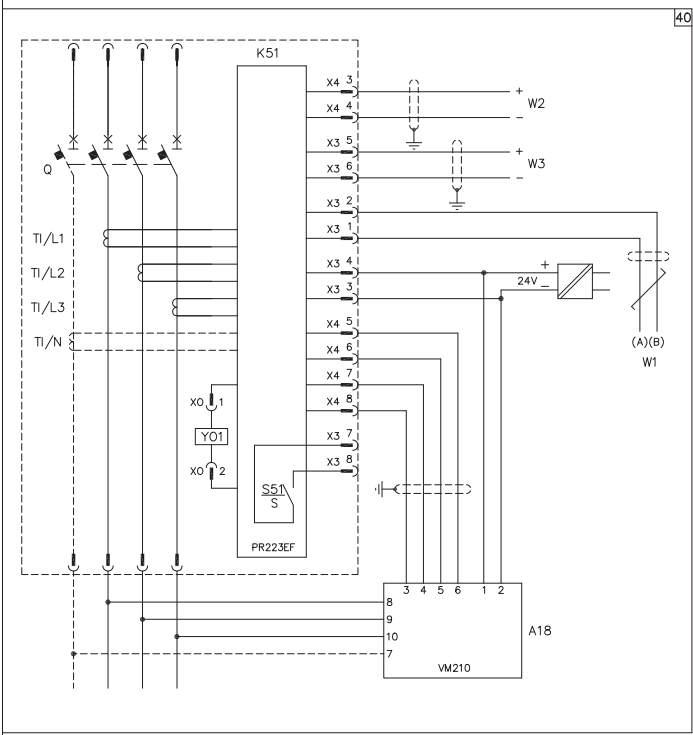 40
K51
X4 3
+
W2
X4 4
−
X3 5
+
W3
X3 6
−
Q
X3 2
TI/L1
X3 1
X3 4
+
TI/L2
24V
X3 3
−
TI/L3
X4 5
TI/N
X4 6
(A)(B)
W1
X4 7
X0 1
X4 8
Y01
X3 7
X0 2
X3 8
S51
S
PR223EF
3 4 5 6 1 2
8
9
A18
10
7
VM210